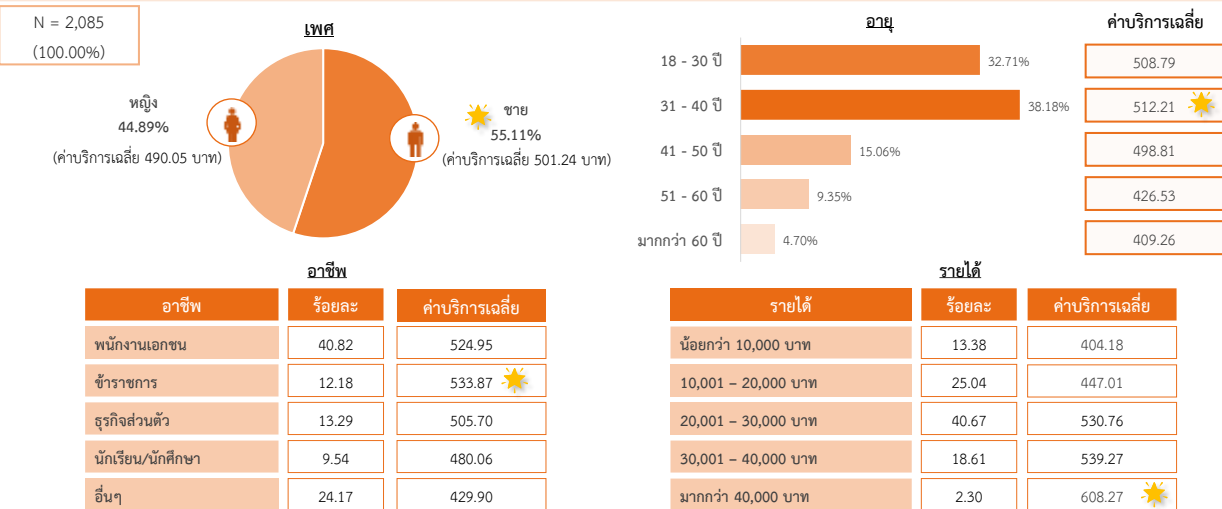 N = 2,085
(100.00%)
เพศ
หญิง
44.89%
(ค่าบริการเฉลี่ย 490.05 บาท)
ชาย
55.11%
(ค่าบริการเฉลี่ย 501.24 บาท)
อายุ
ค่าบริการเฉลี่ย
18 - 30 ปี 32.71% 508.79
31 - 40 ปี 38.18% 512.21
41 - 50 ปี 15.06% 498.81
51 - 60 ปี 9.35% 426.53
มากกว่า 60 ปี 4.70% 409.26
อาชีพ
อาชีพ ร้อยละ ค่าบริการเฉลี่ย
พนักงานเอกชน 40.82 524.95
ข้าราชการ 12.18 533.87
ธุรกิจส่วนตัว 13.29 505.70
นักเรียน/นักศึกษา 9.54 480.06
อื่นๆ 24.17 429.90
รายได้
รายได้ ร้อยละ ค่าบริการเฉลี่ย
น้อยกว่า 10,000 บาท 13.38 404.18
10,001 – 20,000 บาท 25.04 447.01
20,001 – 30,000 บาท 40.67 530.76
30,001 – 40,000 บาท 18.61 539.27
มากกว่า 40,000 บาท 2.30 608.27